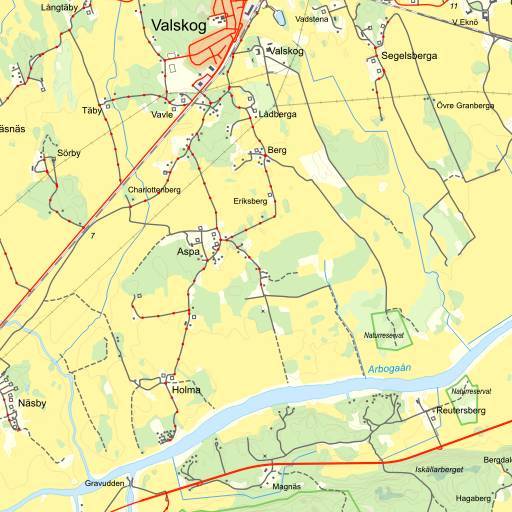 Långtäby
Valskog
Vadstena
11
V Eknö
Valskog
Segelsberga
Täby
Vavle
Lådberga
Övre Granberga
äsnäs
Sörby
Berg
Charlottenberg
Eriksberg
7
Aspa
Naturreservat
Arbogaån
Holma
Naturreservat
Näsby
Reutersberg
Bergdal
Iskällarberget
Gravudden
Magnäs
Hagaberg